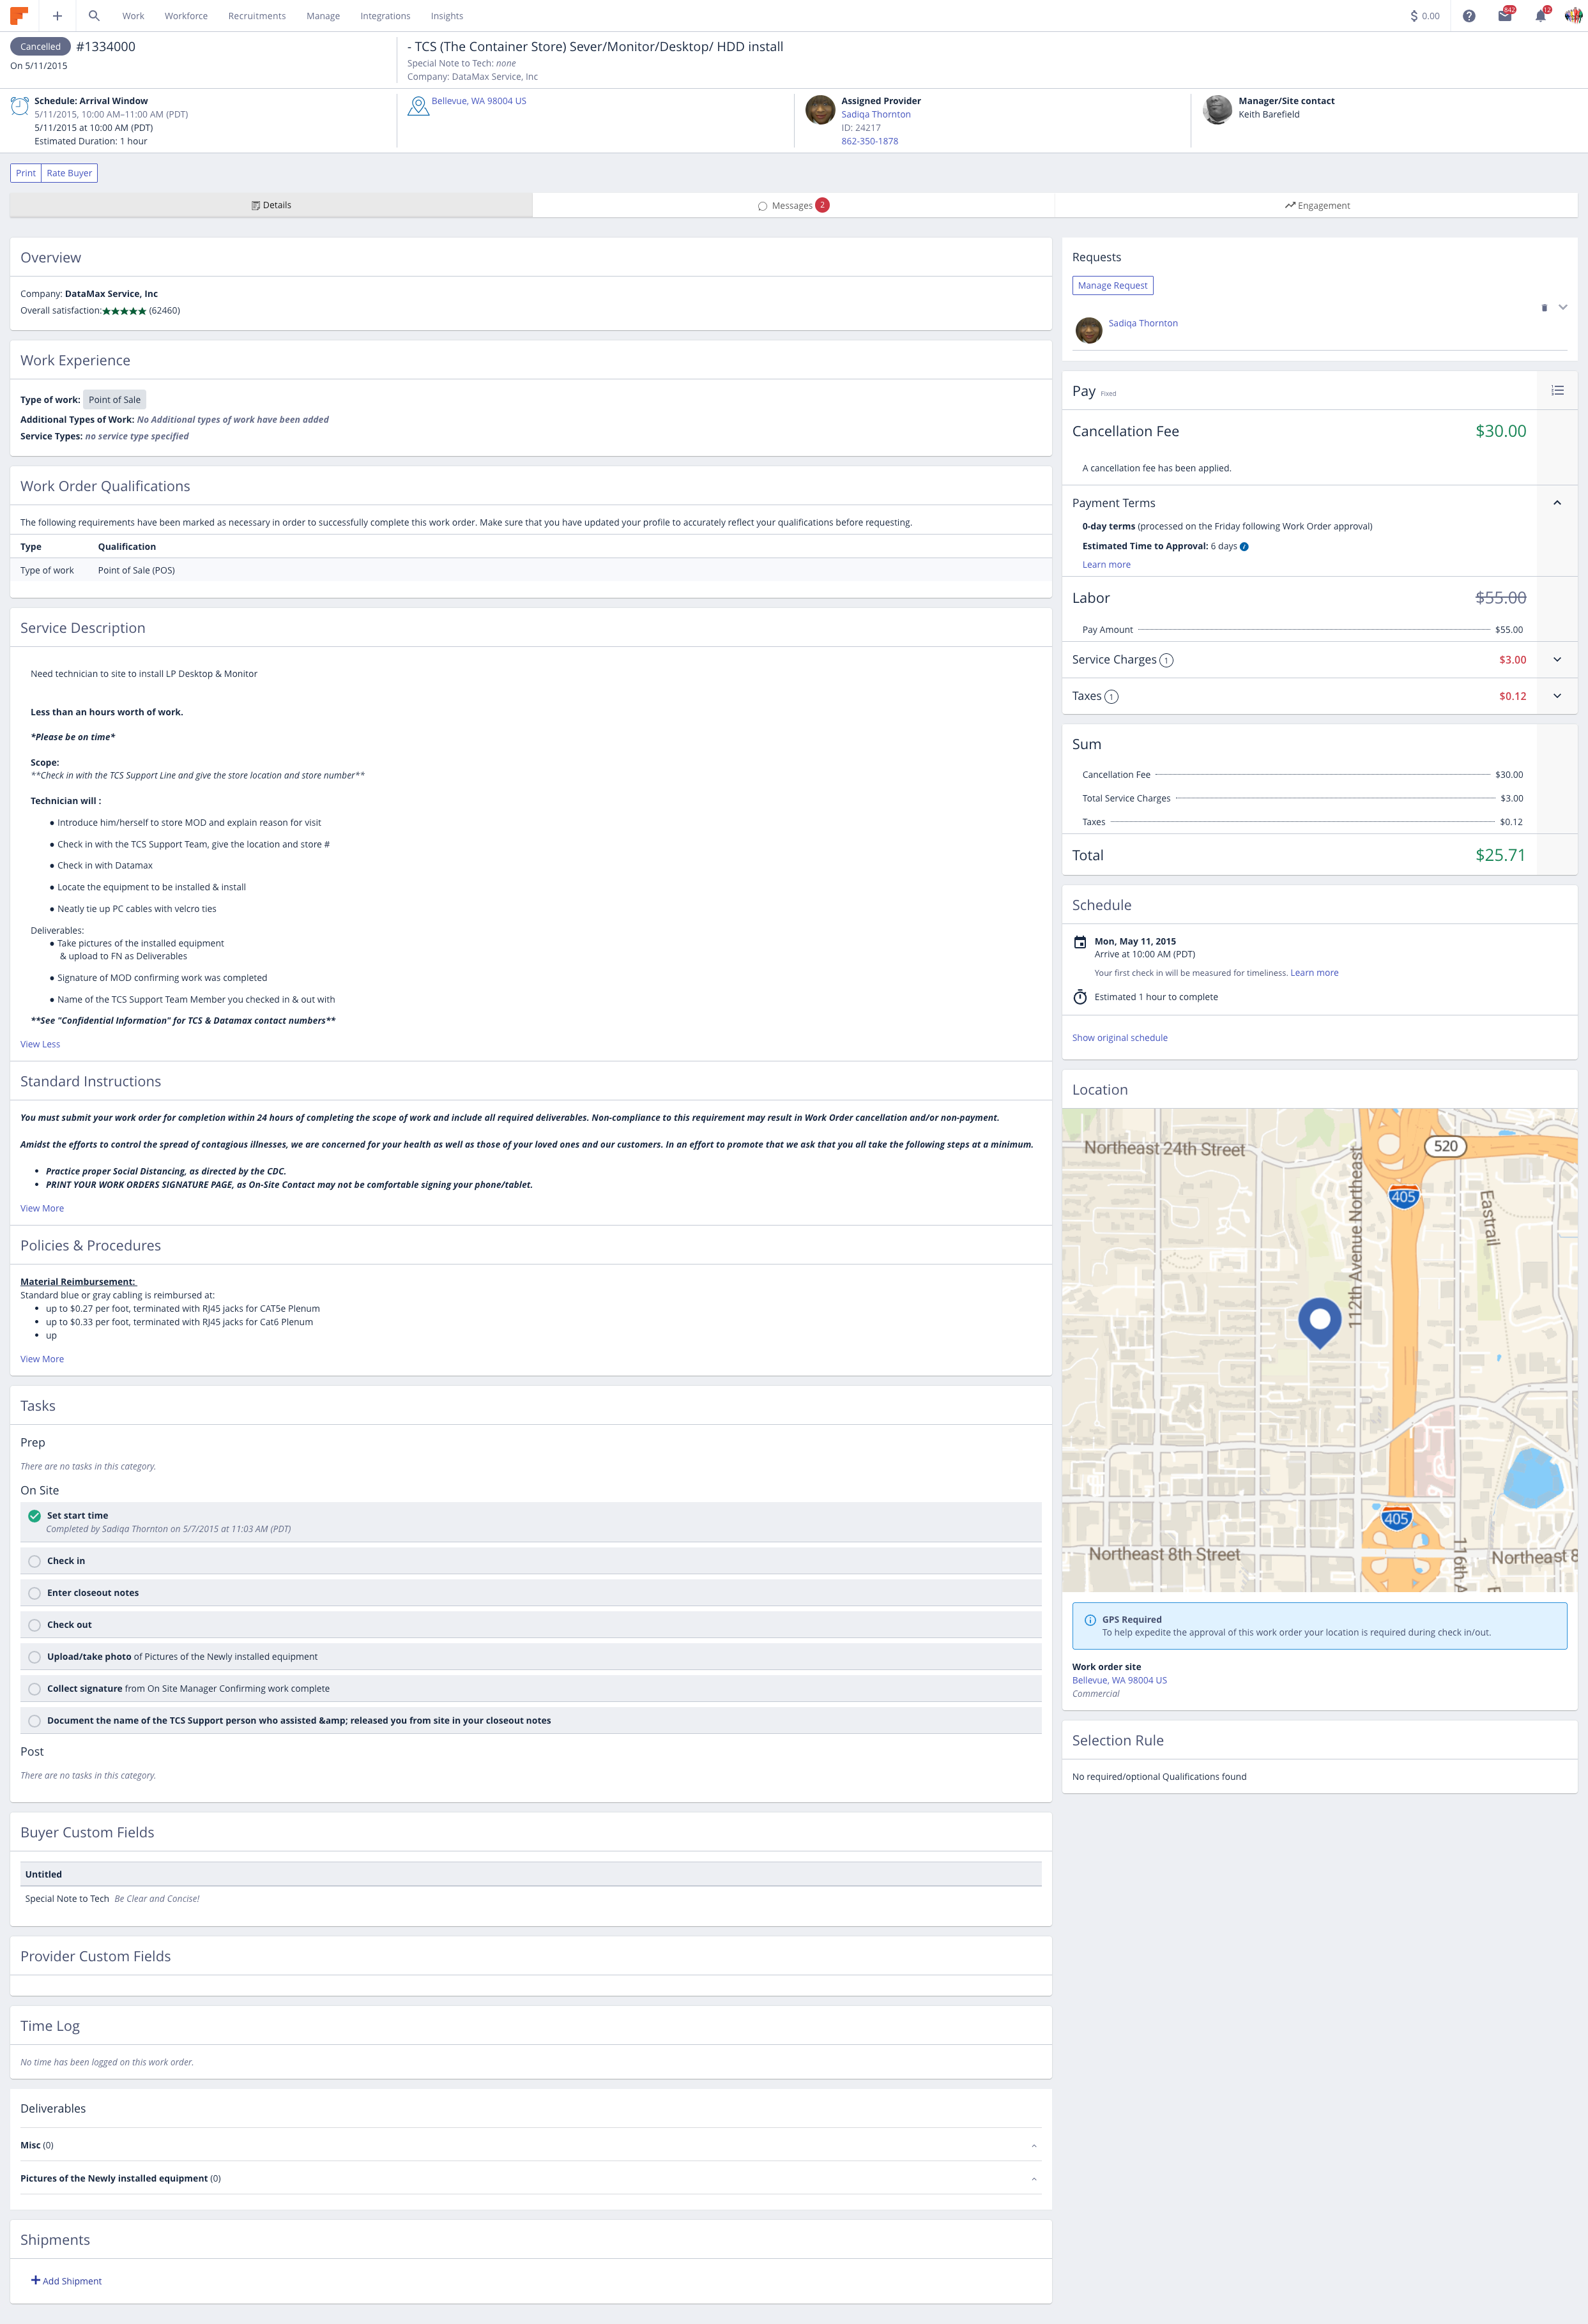 Work Workforce Recruitments Manage Integrations Insights 0.00 842 12
Cancelled #1334000
On 5/11/2015
- TCS (The Container Store) Sever/Monitor/Desktop/ HDD install
Special Note to Tech: none
Company: DataMax Service, Inc
Schedule: Arrival Window
5/11/2015, 10:00 AM–11:00 AM (PDT)
5/11/2015 at 10:00 AM (PDT)
Estimated Duration: 1 hour
Bellevue, WA 98004 US
Assigned Provider
Sadiqa Thornton
ID: 24217
862-350-1878
Manager/Site contact
Keith Barefield
Print Rate Buyer
Details Messages 2 Engagement
Overview
Company: DataMax Service, Inc
Overall satisfaction:★★★★★ (62460)
Work Experience
Type of work: Point of Sale
Additional Types of Work: No Additional types of work have been added
Service Types: no service type specified
Work Order Qualifications
The following requirements have been marked as necessary in order to successfully complete this work order. Make sure that you have updated your profile to accurately reflect your qualifications before requesting.
Type Qualification
Type of work Point of Sale (POS)
Service Description
Need technician to site to install LP Desktop & Monitor
Less than an hours worth of work.
*Please be on time*
Scope:
**Check in with the TCS Support Line and give the store location and store number**
Technician will :
● Introduce him/herself to store MOD and explain reason for visit
● Check in with the TCS Support Team, give the location and store #
● Check in with Datamax
● Locate the equipment to be installed & install
● Neatly tie up PC cables with velcro ties
Deliverables:
● Take pictures of the installed equipment
& upload to FN as Deliverables
● Signature of MOD confirming work was completed
● Name of the TCS Support Team Member you checked in & out with
**See "Confidential Information" for TCS & Datamax contact numbers**
View Less
Standard Instructions
You must submit your work order for completion within 24 hours of completing the scope of work and include all required deliverables. Non-compliance to this requirement may result in Work Order cancellation and/or non-payment.
Amidst the efforts to control the spread of contagious illnesses, we are concerned for your health as well as those of your loved ones and our customers. In an effort to promote that we ask that you all take the following steps at a minimum.
• Practice proper Social Distancing, as directed by the CDC.
• PRINT YOUR WORK ORDERS SIGNATURE PAGE, as On-Site Contact may not be comfortable signing your phone/tablet.
View More
Policies & Procedures
Material Reimbursement:
Standard blue or gray cabling is reimbursed at:
• up to $0.27 per foot, terminated with RJ45 jacks for CAT5e Plenum
• up to $0.33 per foot, terminated with RJ45 jacks for Cat6 Plenum
• up
View More
Tasks
Prep
There are no tasks in this category.
On Site
Set start time
Completed by Sadiqa Thornton on 5/7/2015 at 11:03 AM (PDT)
Check in
Enter closeout notes
Check out
Upload/take photo of Pictures of the Newly installed equipment
Collect signature from On Site Manager Confirming work complete
Document the name of the TCS Support person who assisted &amp; released you from site in your closeout notes
Post
There are no tasks in this category.
Buyer Custom Fields
Untitled
Special Note to Tech Be Clear and Concise!
Provider Custom Fields
Time Log
No time has been logged on this work order.
Deliverables
Misc (0)
Pictures of the Newly installed equipment (0)
Shipments
Add Shipment
Requests
Manage Request
Sadiqa Thornton
Pay Fixed
Cancellation Fee $30.00
A cancellation fee has been applied.
Payment Terms
0-day terms (processed on the Friday following Work Order approval)
Estimated Time to Approval: 6 days
Learn more
Labor $55.00
Pay Amount $55.00
Service Charges 1 $3.00
Taxes 1 $0.12
Sum
Cancellation Fee $30.00
Total Service Charges $3.00
Taxes $0.12
Total $25.71
Schedule
Mon, May 11, 2015
Arrive at 10:00 AM (PDT)
Your first check in will be measured for timeliness. Learn more
Estimated 1 hour to complete
Show original schedule
Location
Northeast 24th Street
520
405
112th Avenue Northeast
Eastrail
405
Northeast 8th Street
116th A
Northeast 8
GPS Required
To help expedite the approval of this work order your location is required during check in/out.
Work order site
Bellevue, WA 98004 US
Commercial
Selection Rule
No required/optional Qualifications found